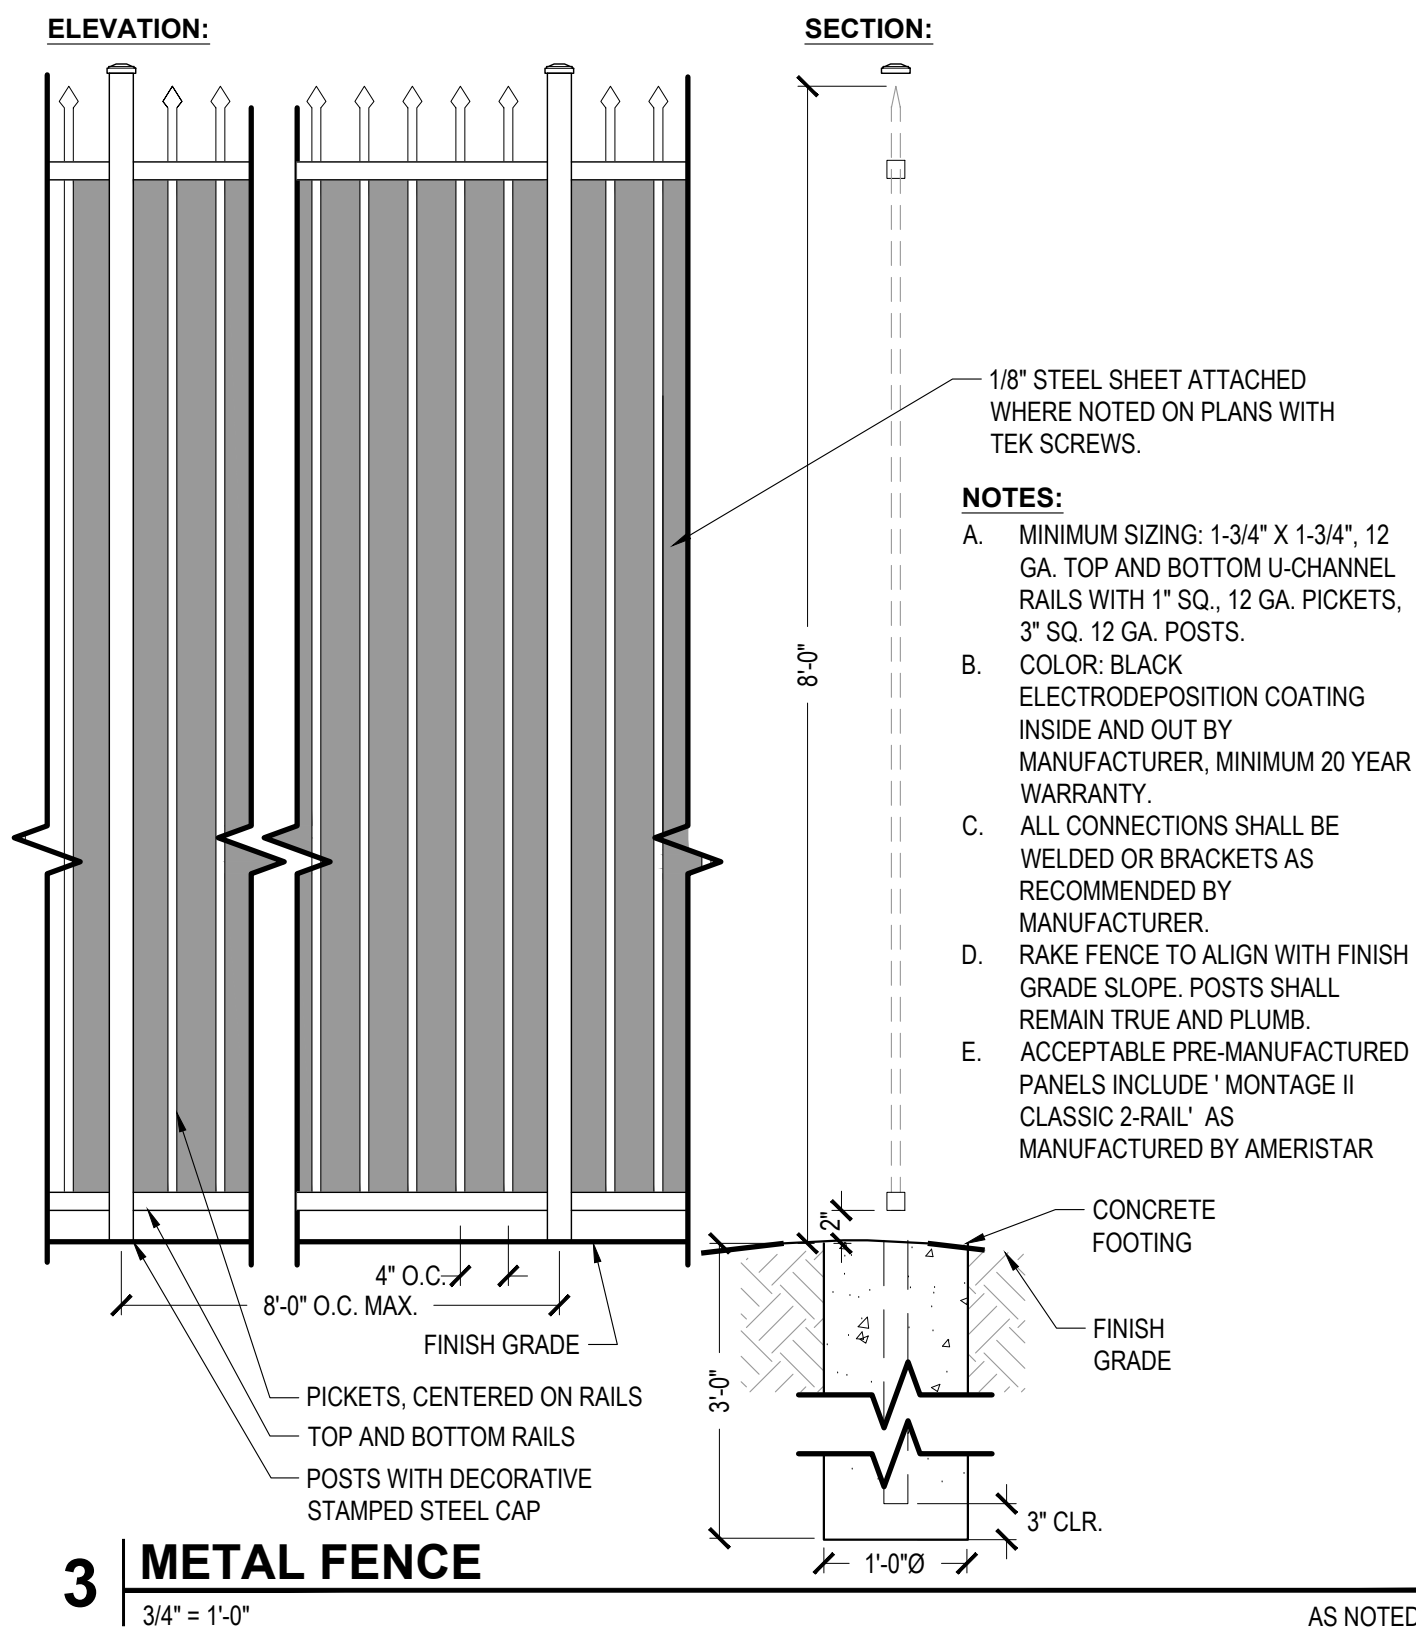 ELEVATION:
SECTION:
1/8" STEEL SHEET ATTACHED
WHERE NOTED ON PLANS WITH
TEK SCREWS.
NOTES:
A. MINIMUM SIZING: 1-3/4" X 1-3/4", 12
GA. TOP AND BOTTOM U-CHANNEL
RAILS WITH 1" SQ., 12 GA. PICKETS,
3" SQ. 12 GA. POSTS.
B. COLOR: BLACK
ELECTRODEPOSITION COATING
INSIDE AND OUT BY
MANUFACTURER, MINIMUM 20 YEAR
WARRANTY.
C. ALL CONNECTIONS SHALL BE
WELDED OR BRACKETS AS
RECOMMENDED BY
MANUFACTURER.
D. RAKE FENCE TO ALIGN WITH FINISH
GRADE SLOPE. POSTS SHALL
REMAIN TRUE AND PLUMB.
E. ACCEPTABLE PRE-MANUFACTURED
PANELS INCLUDE ' MONTAGE II
CLASSIC 2-RAIL' AS
MANUFACTURED BY AMERISTAR
8'-0"
2"
CONCRETE
FOOTING
4" O.C.
8'-0" O.C. MAX.
FINISH GRADE
FINISH
GRADE
3'-0"
PICKETS, CENTERED ON RAILS
TOP AND BOTTOM RAILS
POSTS WITH DECORATIVE
STAMPED STEEL CAP
3" CLR.
1'-0"Ø
3
METAL FENCE
3/4" = 1'-0"
AS NOTED